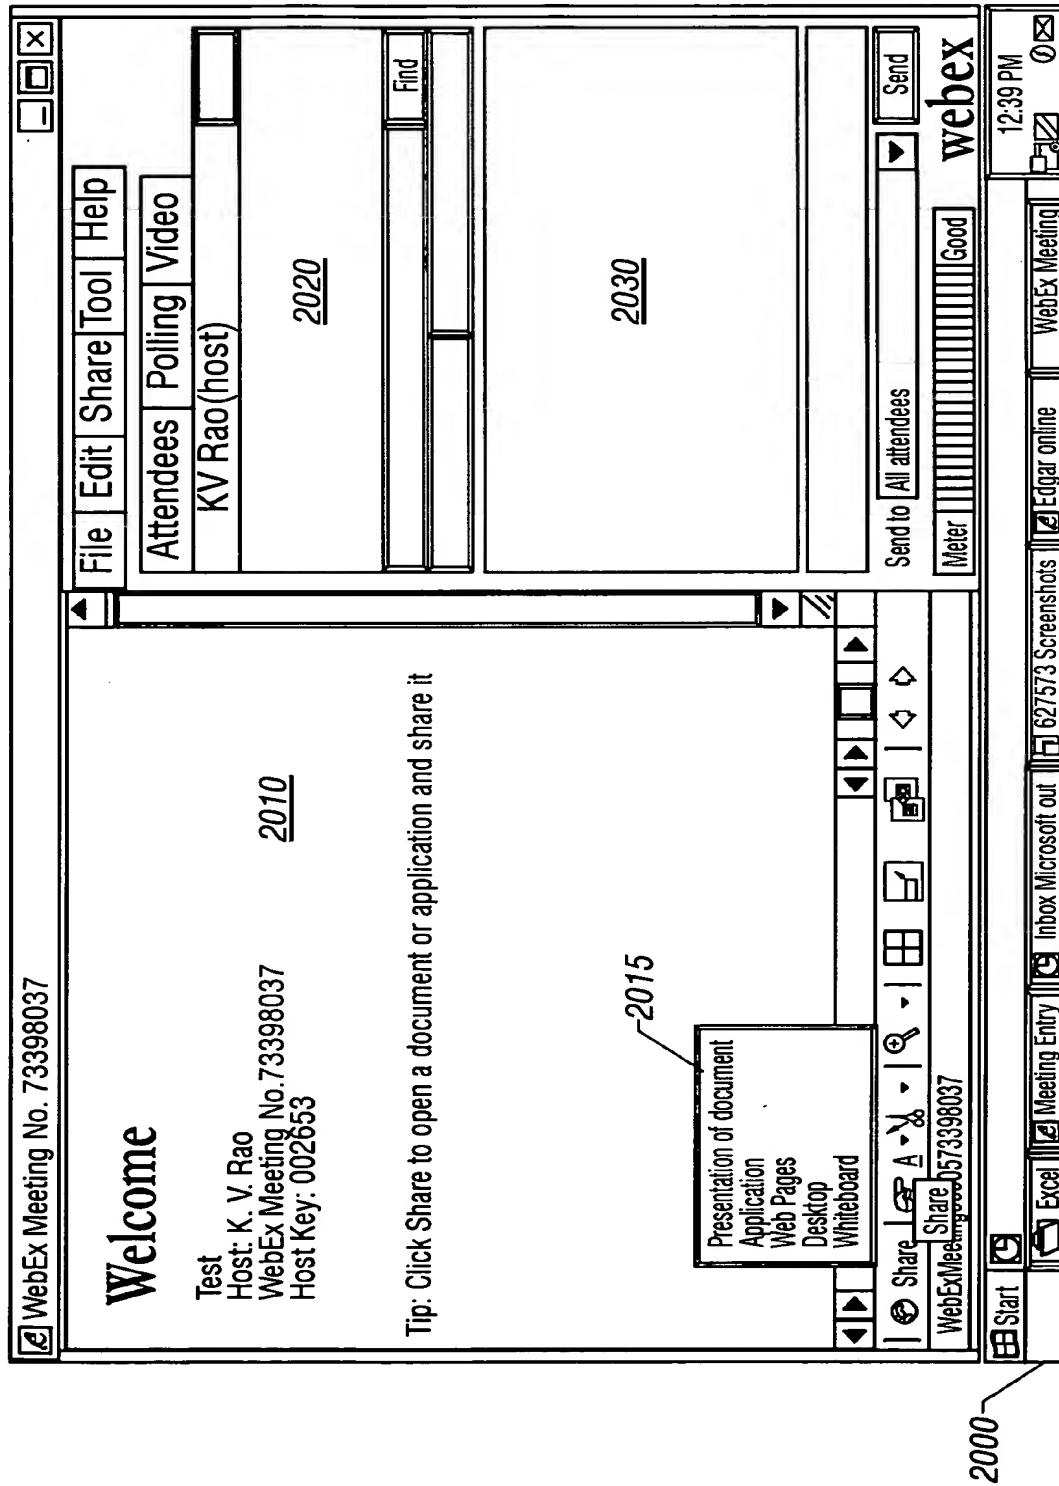 WebEx Meeting No. 73398037
File Edit Share Tool Help
Welcome
Test
Host: K. V. Rao
WebEx Meeting No.73398037
Host Key: 002653
2010
Tip: Click Share to open a document or application and share it
2015
Presentation of document
Application
Web Pages
Desktop
Whiteboard
Share
A
Share
Attendees Polling Video
KV Rao(host)
2020
Find
2030
Send to All attendees
Send
Meter Good
webex
Start
Excel
Meeting Entry
Inbox Microsoft out
627573 Screenshots
Edgar online
WebEx Meeting
12:39 PM
2000